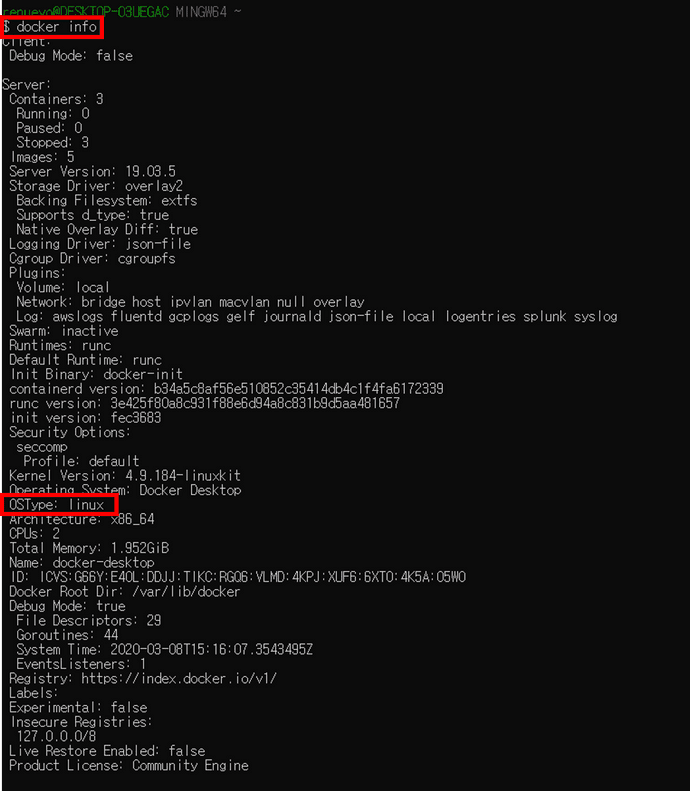 renuevo@DESKTOP-O3UEGAC MINGW64 ~
$ docker info
Client:
Debug Mode: false
Server:
Containers: 3
Running: 0
Paused: 0
Stopped: 3
Images: 5
Server Version: 19.03.5
Storage Driver: overlay2
Backing Filesystem: extfs
Supports d_type: true
Native Overlay Diff: true
Logging Driver: json-file
Cgroup Driver: cgroupfs
Plugins:
Volume: local
Network: bridge host ipvlan macvlan null overlay
Log: awslogs fluentd gcplogs gelf journald json-file local logentries splunk syslog
Swarm: inactive
Runtimes: runc
Default Runtime: runc
Init Binary: docker-init
containerd version: b34a5c8af56e510852c35414db4c1f4fa6172339
runc version: 3e425f80a8c931f88e6d94a8c831b9d5aa481657
init version: fec3683
Security Options:
seccomp
Profile: default
Kernel Version: 4.9.184-linuxkit
Operating System: Docker Desktop
OSType: linux
Architecture: x86_64
CPUs: 2
Total Memory: 1.952GiB
Name: docker-desktop
ID: ICVS:G66Y:E4OL:DDJJ:TIKC:RGO6:VLMD:4KPJ:XUF6:6XTO:4K5A:O5WO
Docker Root Dir: /var/lib/docker
Debug Mode: true
File Descriptors: 29
Goroutines: 44
System Time: 2020-03-08T15:16:07.3543495Z
EventsListeners: 1
Registry: https://index.docker.io/v1/
Labels:
Experimental: false
Insecure Registries:
127.0.0.0/8
Live Restore Enabled: false
Product License: Community Engine